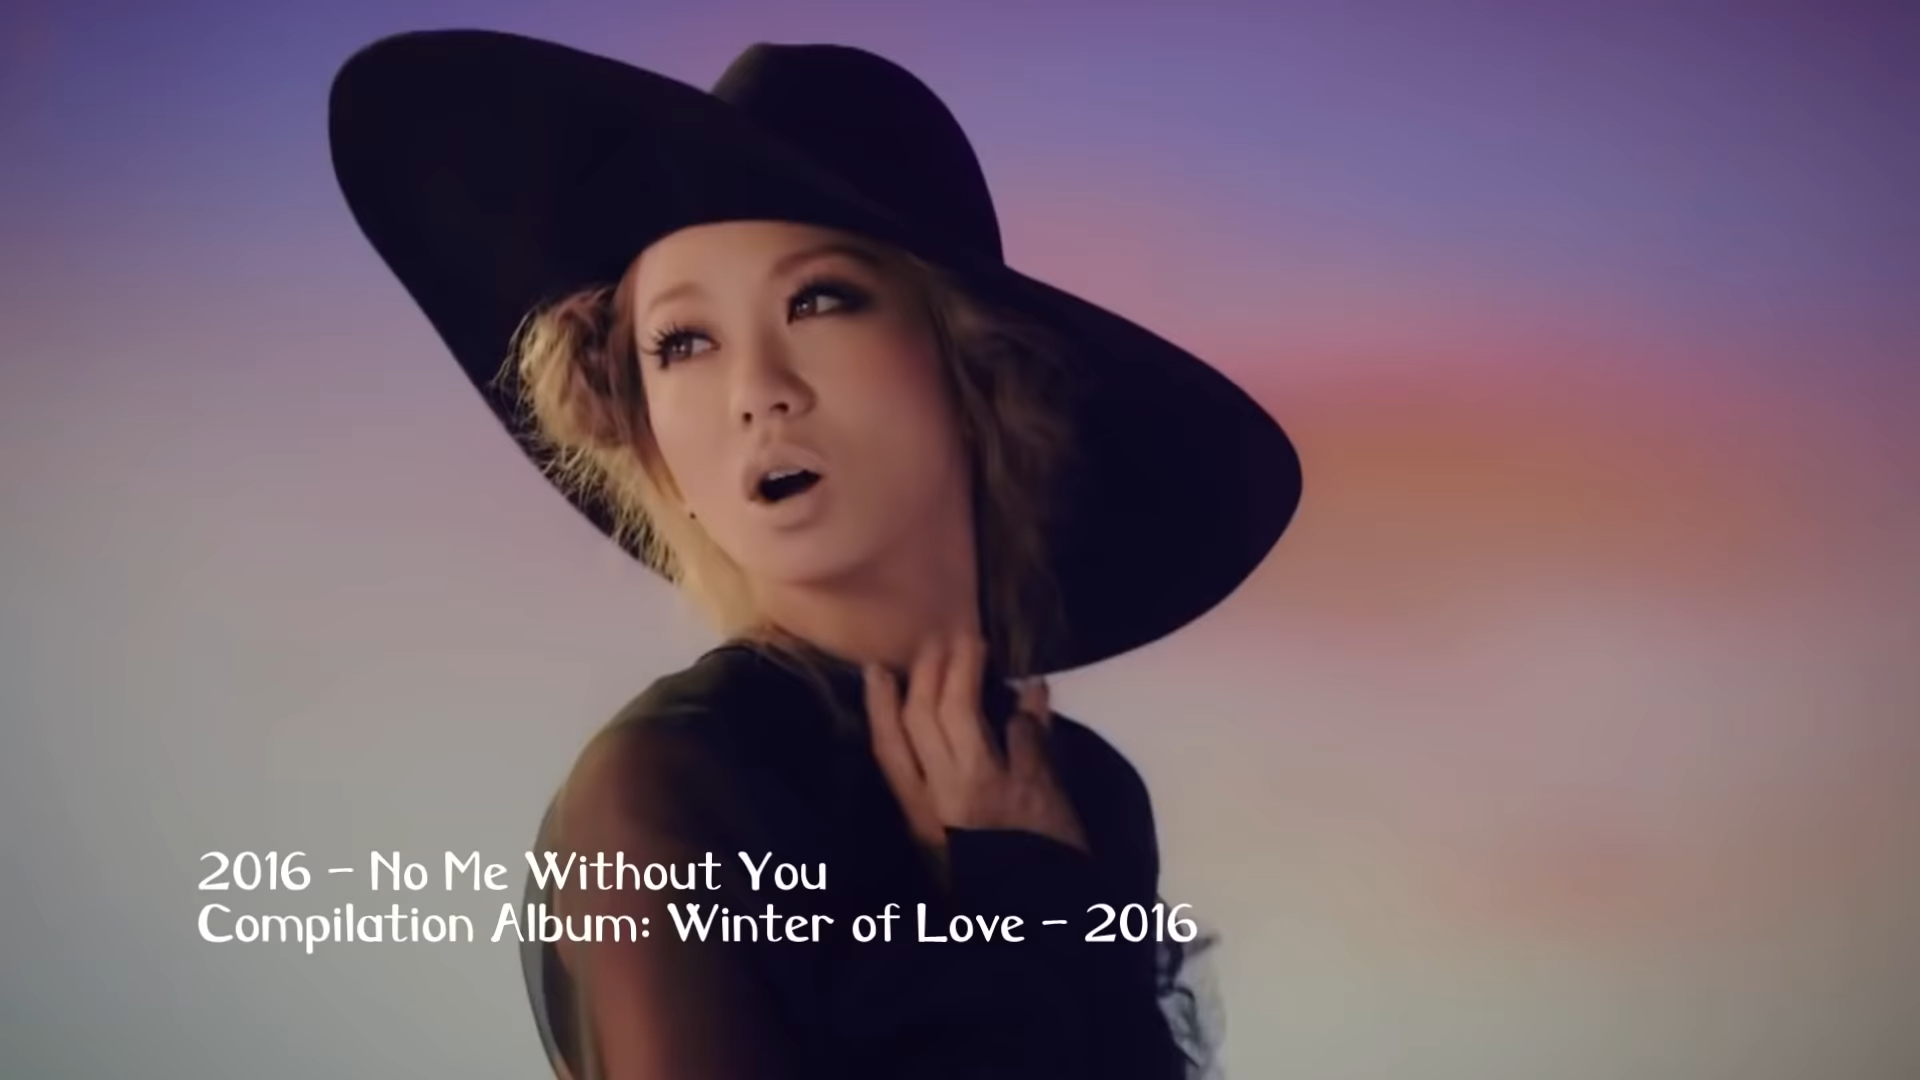 2016 – No Me Without You
Compilation Album: Winter of Love – 2016